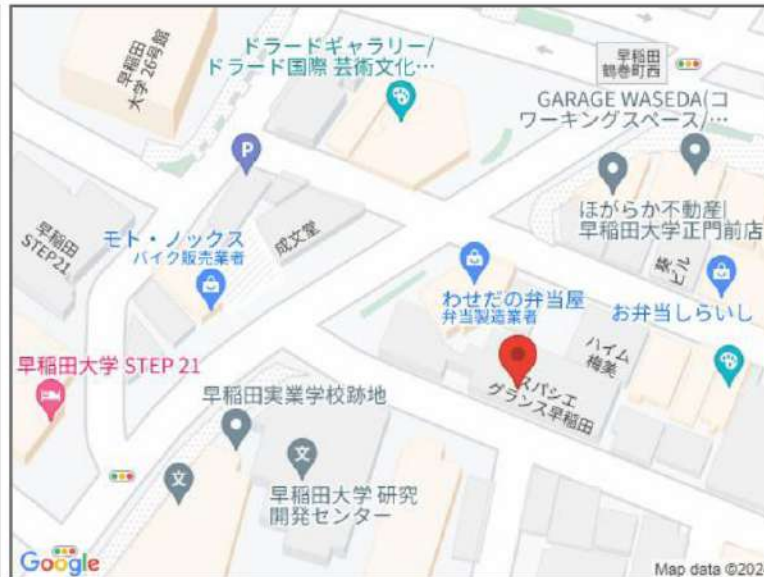 ドラードギャラリー/
ドラード国際 芸術文化…
早稲田
鶴巻町西
早稲田
大学 26号館
GARAGE WASEDA(コ
ワーキングスペース/…
P
早稲田
STEP21
モト・ノックス
バイク販売業者
成文堂
ほがらか不動産|
早稲田大学正門前店
葵
ビル
わせだの弁当屋
弁当製造業者
お弁当しらいし
ハイム
梅美
早稲田大学 STEP 21
スパシエ
グランス早稲田
早稲田実業学校跡地
文
文
早稲田大学 研究
開発センター
Google
Map data ©202